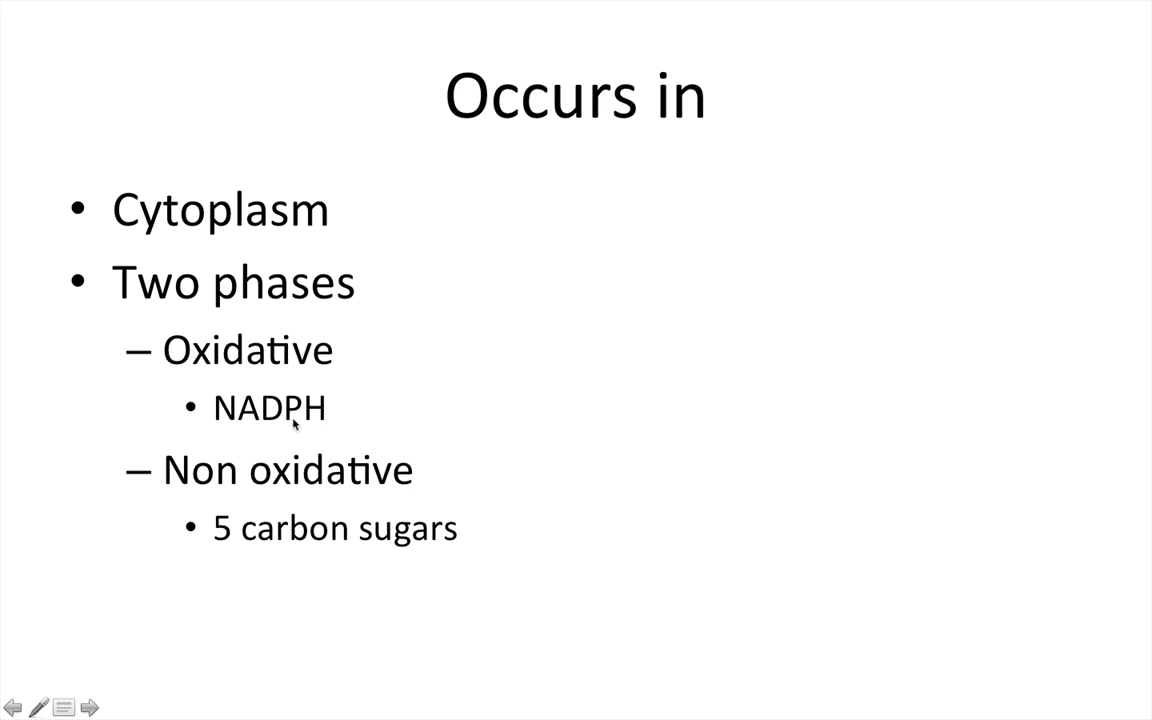 Occurs in
• Cytoplasm
• Two phases
– Oxidative
• NADPH
– Non oxidative
• 5 carbon sugars